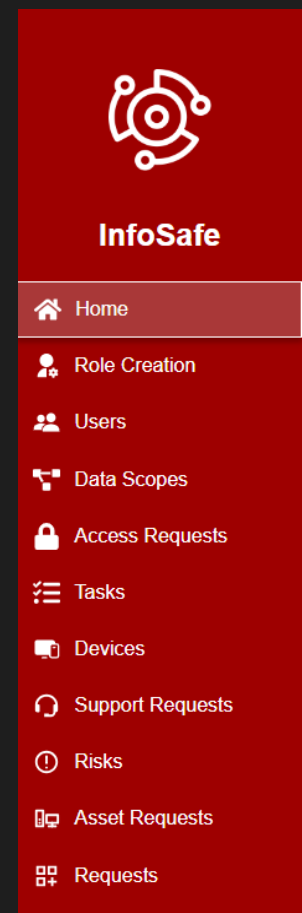 InfoSafe
Home
Role Creation
Users
Data Scopes
Access Requests
Tasks
Devices
Support Requests
Risks
Asset Requests
Requests